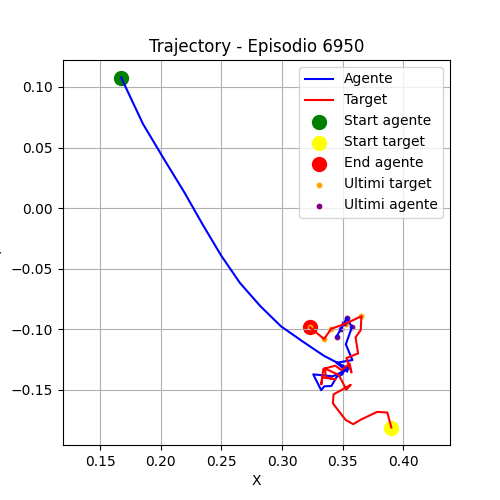 Trajectory - Episodio 6950
Agente
Target
Start agente
Start target
End agente
Ultimi target
Ultimi agente
0.10
0.05
0.00
−0.05
−0.10
−0.15
0.15
0.20
0.25
0.30
0.35
0.40
X